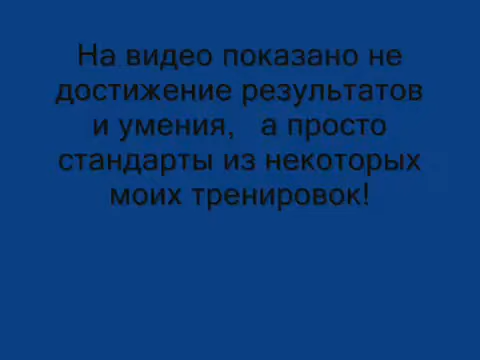 На видео показано не
достижение результатов
и умения, а просто
стандарты из некоторых
моих тренировок!